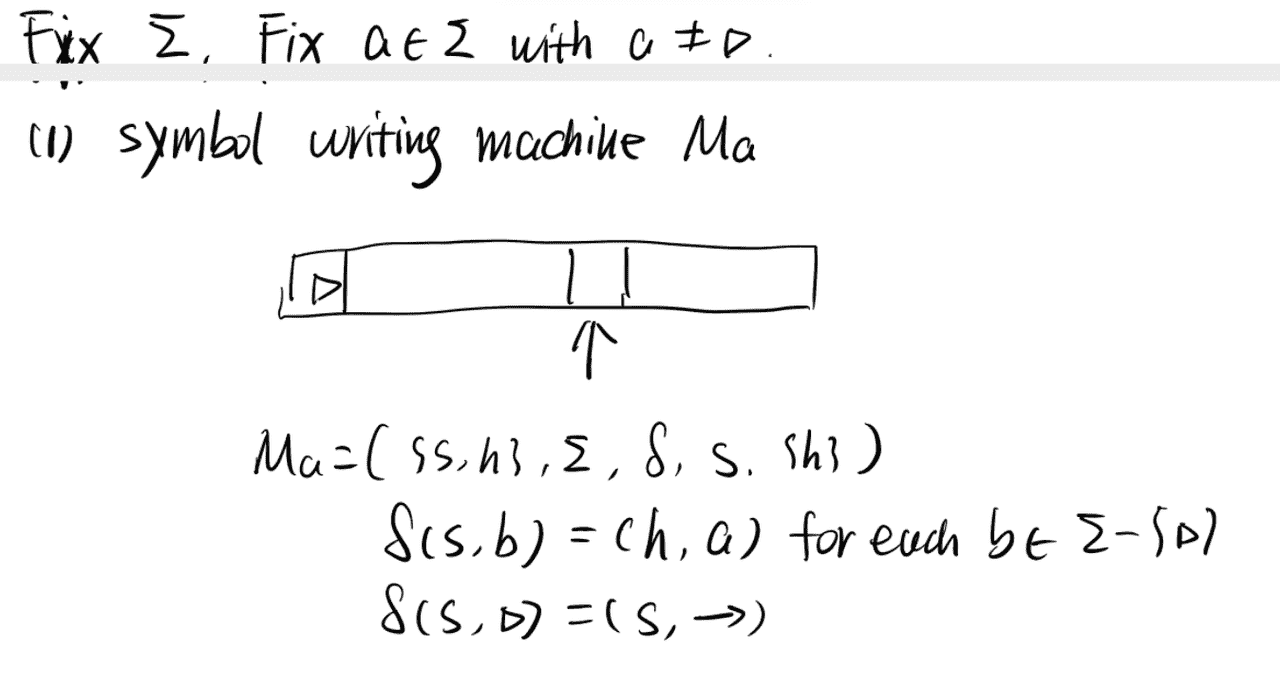 Fix Σ. Fix a ∈ Σ with a ≠ ▷.
(1) symbol writing machine Ma
▷
↑
Ma = ( {s, h}, Σ, δ, s. {h} )
δ(s, b) = (h, a) for each b ∈ Σ-{▷}
δ(s, ▷) = (s, →)